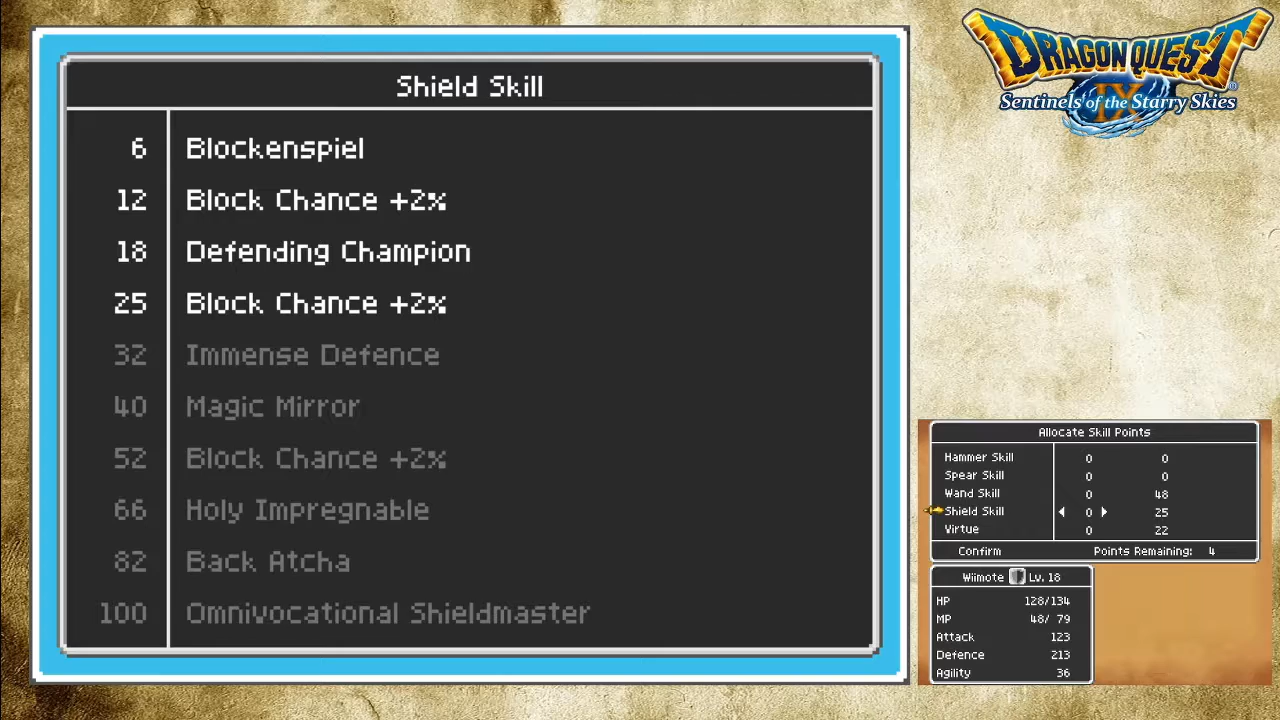 Shield Skill
6 Blockenspiel
12 Block Chance +2%
18 Defending Champion
25 Block Chance +2%
32 Immense Defence
40 Magic Mirror
52 Block Chance +2%
66 Holy Impregnable
82 Back Atcha
100 Omnivocational Shieldmaster
DRAGON QUEST®
IX
Sentinels of the Starry Skies
Allocate Skill Points
Hammer Skill 0 0
Spear Skill 0 0
Wand Skill 0 48
Shield Skill 0 25
Virtue 0 22
Confirm Points Remaining: 4
Wiimote Lv. 18
HP 128/134
MP 48/ 79
Attack 123
Defence 213
Agility 36